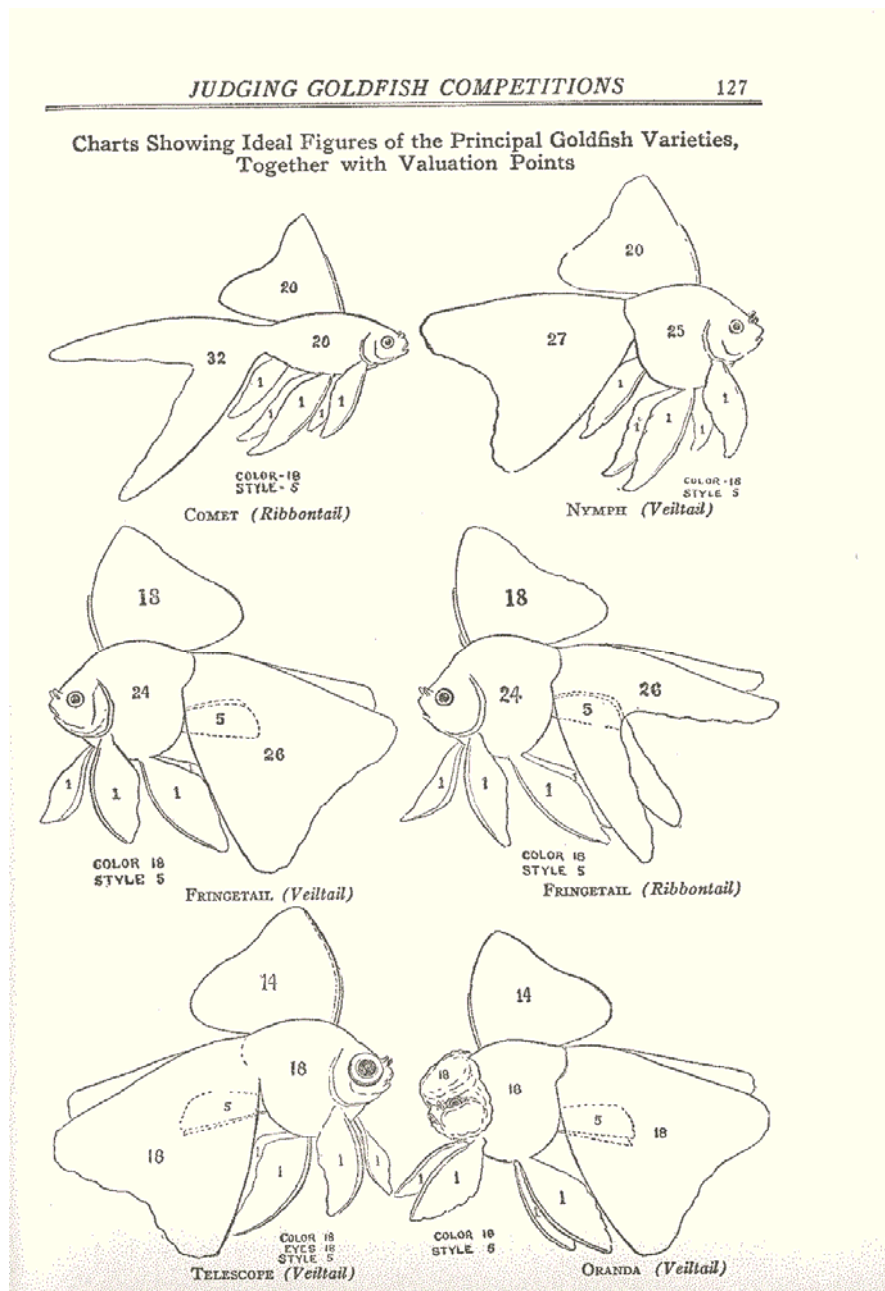 JUDGING GOLDFISH COMPETITIONS 127
Charts Showing Ideal Figures of the Principal Goldfish Varieties,
Together with Valuation Points
20
20
32
1
1
1
1
1
COLOR-18
STYLE-5
COMET (Ribbontail)
20
27
25
1
1
1
1
1
COLOR-18
STYLE 5
NYMPH (Veiltail)
18
24
5
26
1
1
1
COLOR 18
STYLE 5
FRINGETAIL (Veiltail)
18
24
26
5
1
1
1
COLOR 18
STYLE 5
FRINGETAIL (Ribbontail)
14
18
5
18
1
1
1
1
COLOR 18
EYES 18
STYLE 5
TELESCOPE (Veiltail)
14
18
18
5
18
1
1
1
1
COLOR 18
STYLE 5
ORANDA (Veiltail)